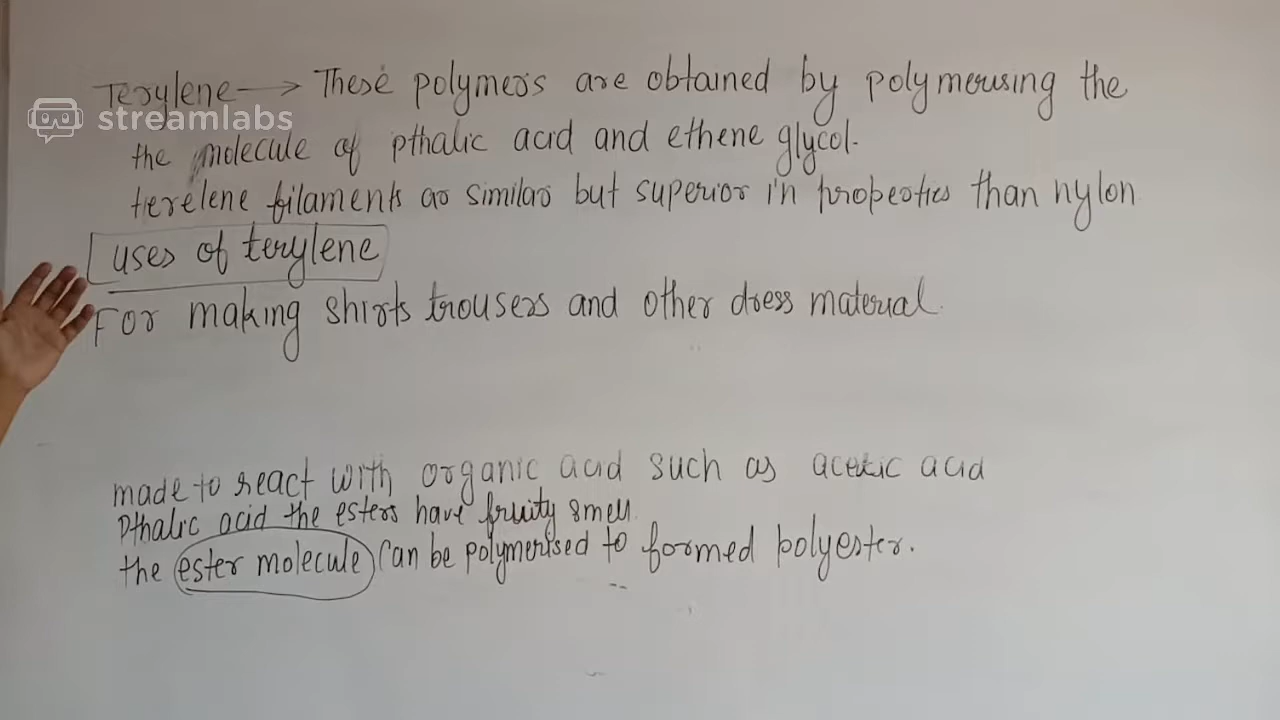 Terylene → These polymers are obtained by polymerising the
streamlabs
the molecule of pthalic acid and ethene glycol.
terelene filaments ar similar but superior in properties than nylon
uses of terylene
For making shirts trousers and other dress material.
made to react with organic acid such as acetic acid
Pthalic acid the esters have fruity smell.
the ester molecule can be polymerised to formed polyester.